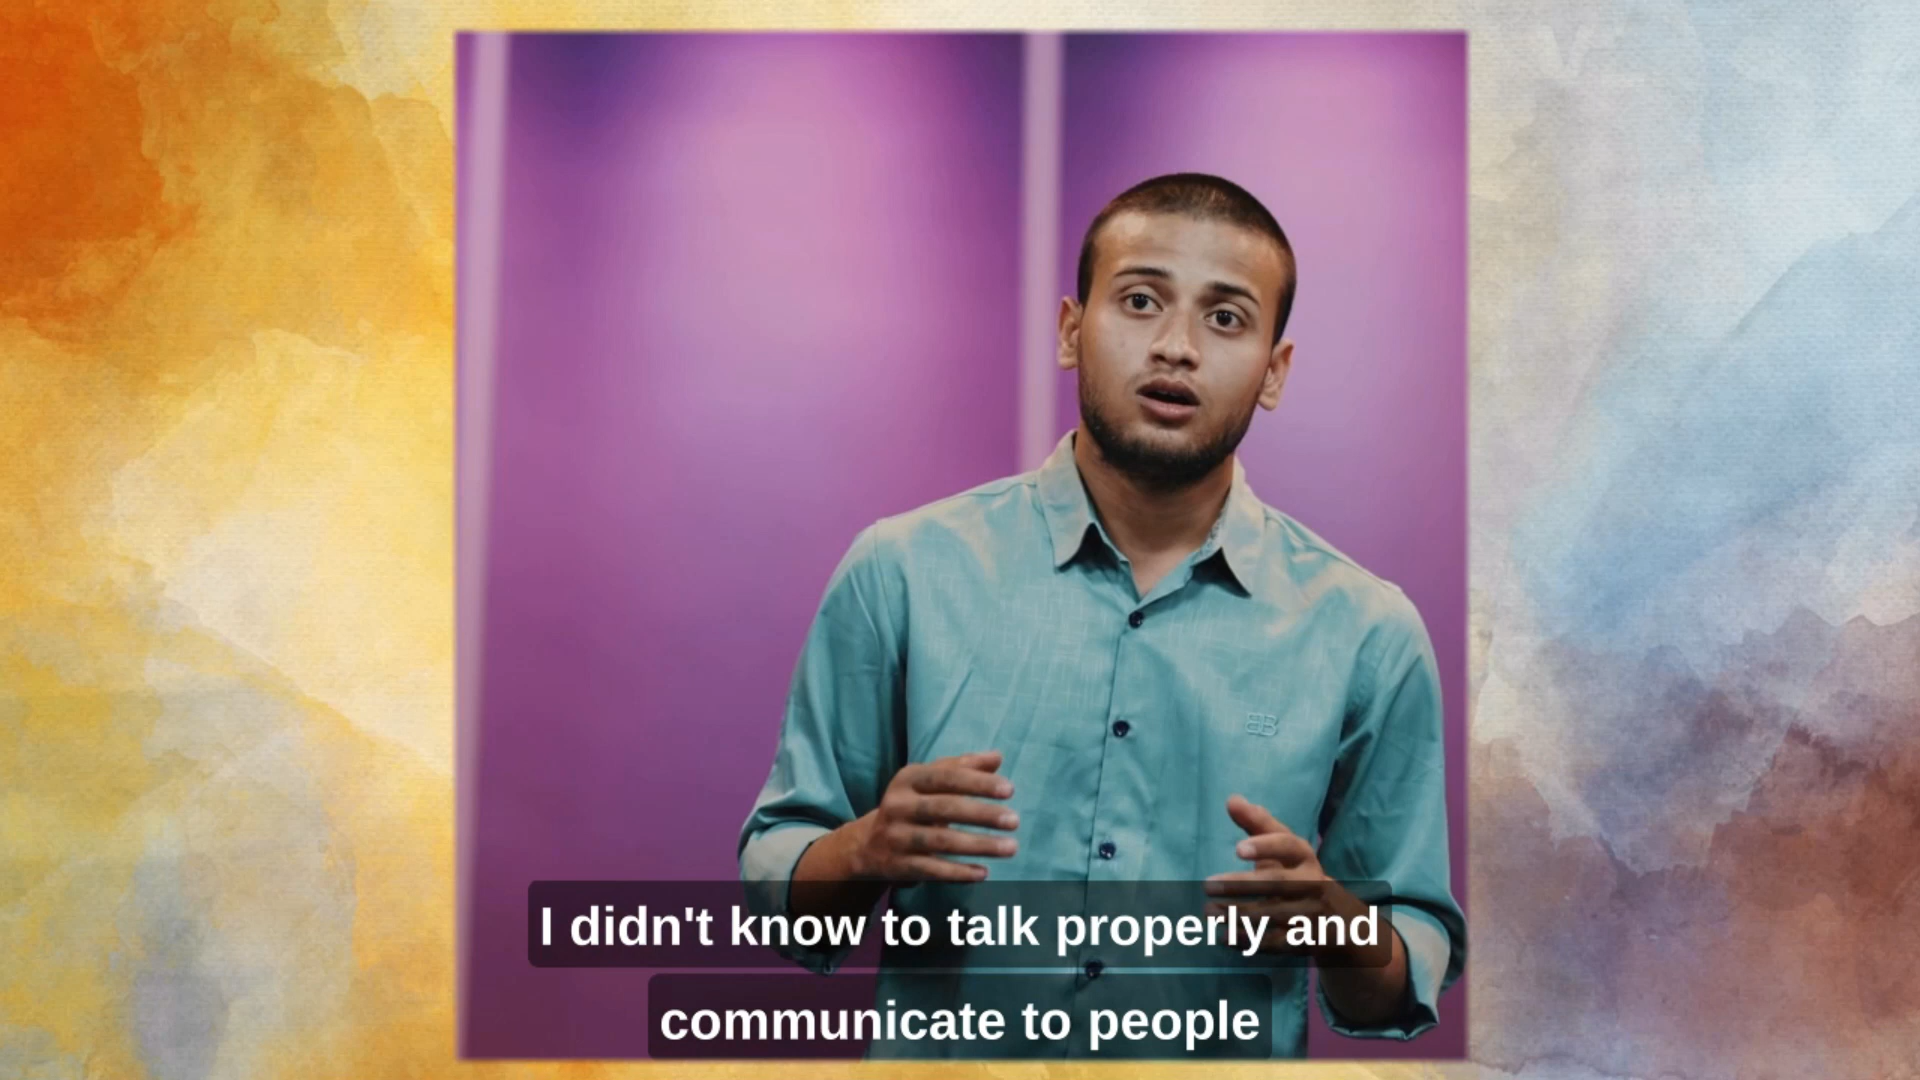 I didn't know to talk properly and
communicate to people